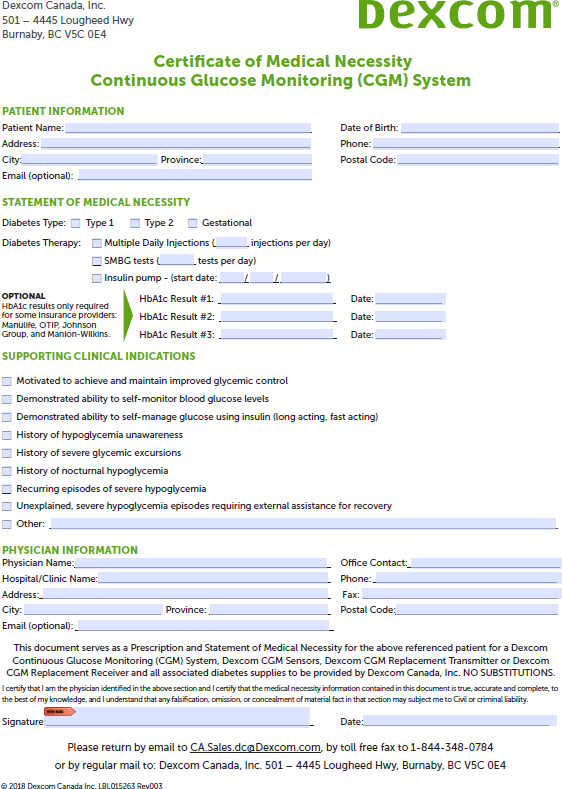 Dexcom Canada, Inc.
501 – 4445 Lougheed Hwy
Burnaby, BC V5C 0E4
Dexcom®
Certificate of Medical Necessity
Continuous Glucose Monitoring (CGM) System
PATIENT INFORMATION
Patient Name: Date of Birth:
Address: Phone:
City: Province: Postal Code:
Email (optional):
STATEMENT OF MEDICAL NECESSITY
Diabetes Type: Type 1 Type 2 Gestational
Diabetes Therapy: Multiple Daily Injections ( injections per day)
SMBG tests ( tests per day)
Insulin pump - (start date: / / )
OPTIONAL
HbA1c results only required
for some insurance providers:
Manulife, OTIP, Johnson
Group, and Manion-Wilkins.
HbA1c Result #1: Date:
HbA1c Result #2: Date:
HbA1c Result #3: Date:
SUPPORTING CLINICAL INDICATIONS
Motivated to achieve and maintain improved glycemic control
Demonstrated ability to self-monitor blood glucose levels
Demonstrated ability to self-manage glucose using insulin (long acting, fast acting)
History of hypoglycemia unawareness
History of severe glycemic excursions
History of nocturnal hypoglycemia
Recurring episodes of severe hypoglycemia
Unexplained, severe hypoglycemia episodes requiring external assistance for recovery
Other:
PHYSICIAN INFORMATION
Physician Name: Office Contact:
Hospital/Clinic Name: Phone:
Address: Fax:
City: Province: Postal Code:
Email (optional):
This document serves as a Prescription and Statement of Medical Necessity for the above referenced patient for a Dexcom
Continuous Glucose Monitoring (CGM) System, Dexcom CGM Sensors, Dexcom CGM Replacement Transmitter or Dexcom
CGM Replacement Receiver and all associated diabetes supplies to be provided by Dexcom Canada, Inc. NO SUBSTITUTIONS.
I certify that I am the physician identified in the above section and I certify that the medical necessity information contained in this document is true, accurate and complete, to
the best of my knowledge, and I understand that any falsification, omission, or concealment of material fact in that section may subject me to Civil or criminal liability.
Signature: Date:
Please return by email to CA.Sales.dc@Dexcom.com, by toll free fax to 1-844-348-0784
or by regular mail to: Dexcom Canada, Inc. 501 – 4445 Lougheed Hwy, Burnaby, BC V5C 0E4
© 2018 Dexcom Canada, Inc. LBL015263 Rev003